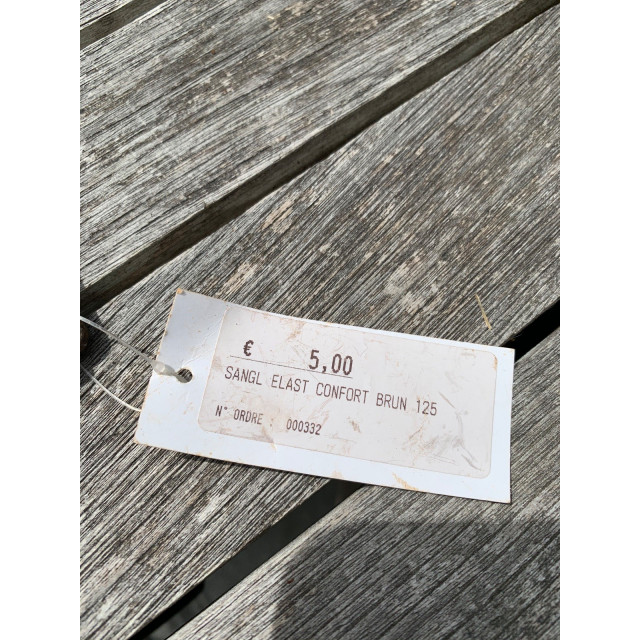 € 5,00
SANGL ELAST CONFORT BRUN 125
N° ORDRE : 000332